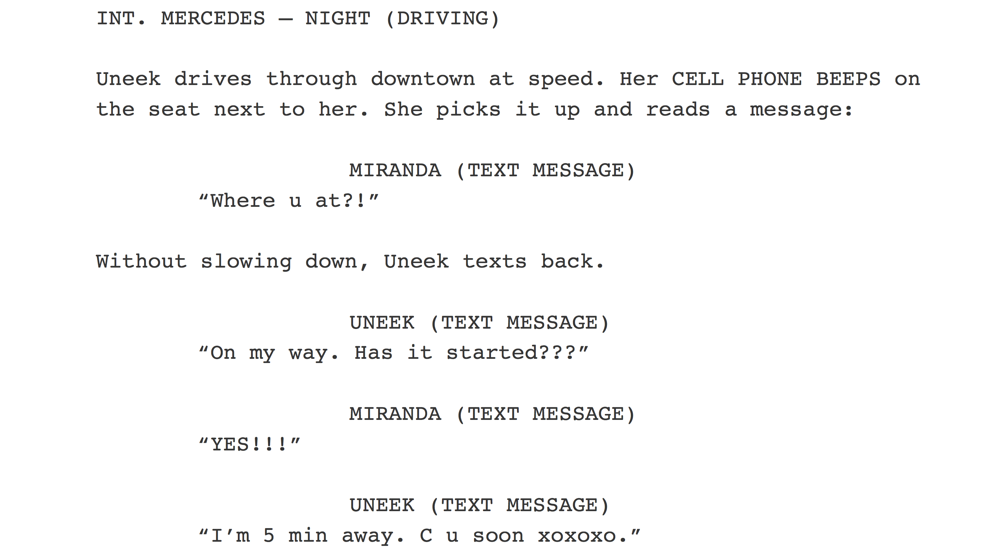 INT. MERCEDES – NIGHT (DRIVING)
Uneek drives through downtown at speed. Her CELL PHONE BEEPS on
the seat next to her. She picks it up and reads a message:
MIRANDA (TEXT MESSAGE)
“Where u at?!”
Without slowing down, Uneek texts back.
UNEEK (TEXT MESSAGE)
“On my way. Has it started???”
MIRANDA (TEXT MESSAGE)
“YES!!!”
UNEEK (TEXT MESSAGE)
“I’m 5 min away. C u soon xoxoxo.”